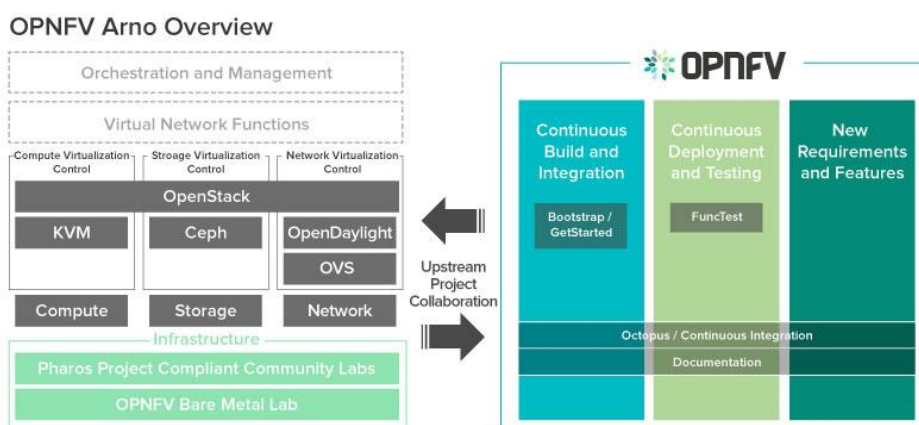 OPNFV Arno Overview
Orchestration and Management
Virtual Network Functions
Compute Virtualization
Control
Stroage Virtualization
Control
Network Virtualization
Control
OpenStack
KVM
Ceph
OpenDaylight
OVS
Compute
Storage
Network
Infrastructure
Pharos Project Compliant Community Labs
OPNFV Bare Metal Lab
Upstream
Project
Collaboration
OPNFV
Continuous
Build and
Integration
Bootstrap /
GetStarted
Continuous
Deployment
and Testing
FuncTest
New
Requirements
and Features
Octopus / Continuous Integration
Documentation